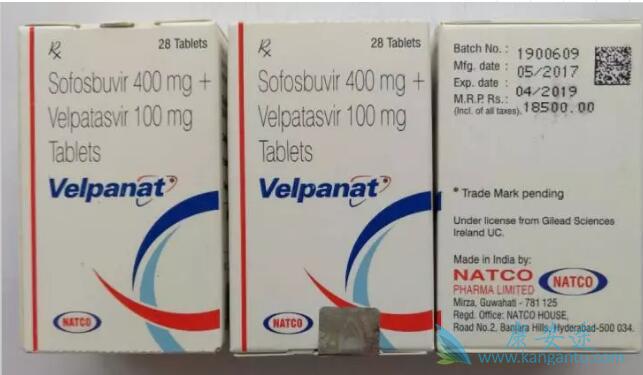 ℞ 28 Tablets
Sofosbuvir 400 mg +
Velpatasvir 100 mg
Tablets
Velpanat*
NATCO
℞ 28 Tablets
Sofosbuvir 400 mg +
Velpatasvir 100 mg
Tablets
Velpanat*
NATCO
Batch No. : 1900609
Mfg. date : 05/2017
Exp. date : 04/2019
M.R.P. Rs.: 18500.00
(Incl. of all taxes)
* Trade Mark pending
Under license from Gilead Sciences
Ireland UC.
Made in India by:
NATCO
PHARMA LIMITED
NATCO
Mirza, Guwahati - 781 125
Regd. Office: NATCO HOUSE,
Road No.2, Banjara Hills, Hyderabad-500 034.
康安途
www.kangantu.com